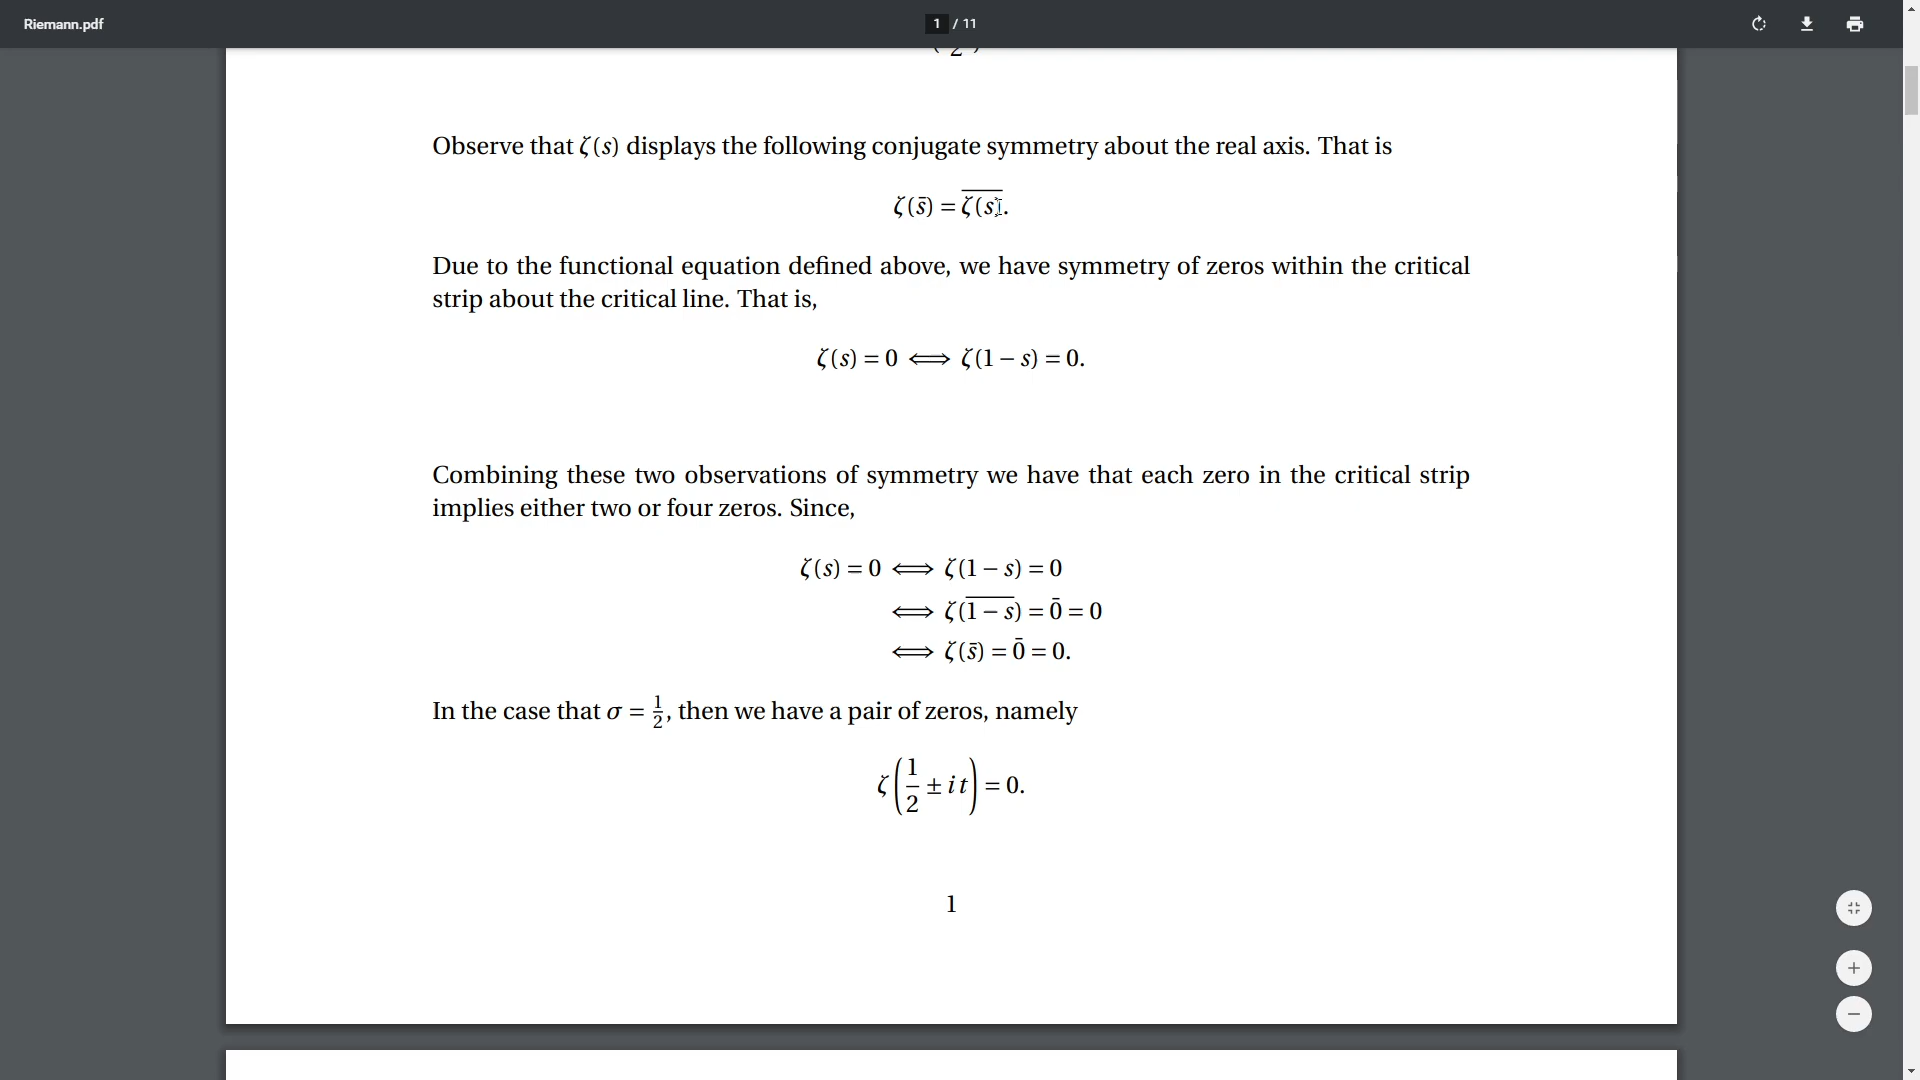 Riemann.pdf
1 / 11
Observe that ζ(s) displays the following conjugate symmetry about the real axis. That is
ζ(s̄) = \overline{ζ(s)}.
Due to the functional equation defined above, we have symmetry of zeros within the critical
strip about the critical line. That is,
ζ(s) = 0 ⟺ ζ(1 − s) = 0.
Combining these two observations of symmetry we have that each zero in the critical strip
implies either two or four zeros. Since,
ζ(s) = 0 ⟺ ζ(1 − s) = 0
⟺ ζ(\overline{1 − s}) = 0̄ = 0
⟺ ζ(s̄) = 0̄ = 0.
In the case that σ = 1/2, then we have a pair of zeros, namely
ζ(1/2 ± it) = 0.
1